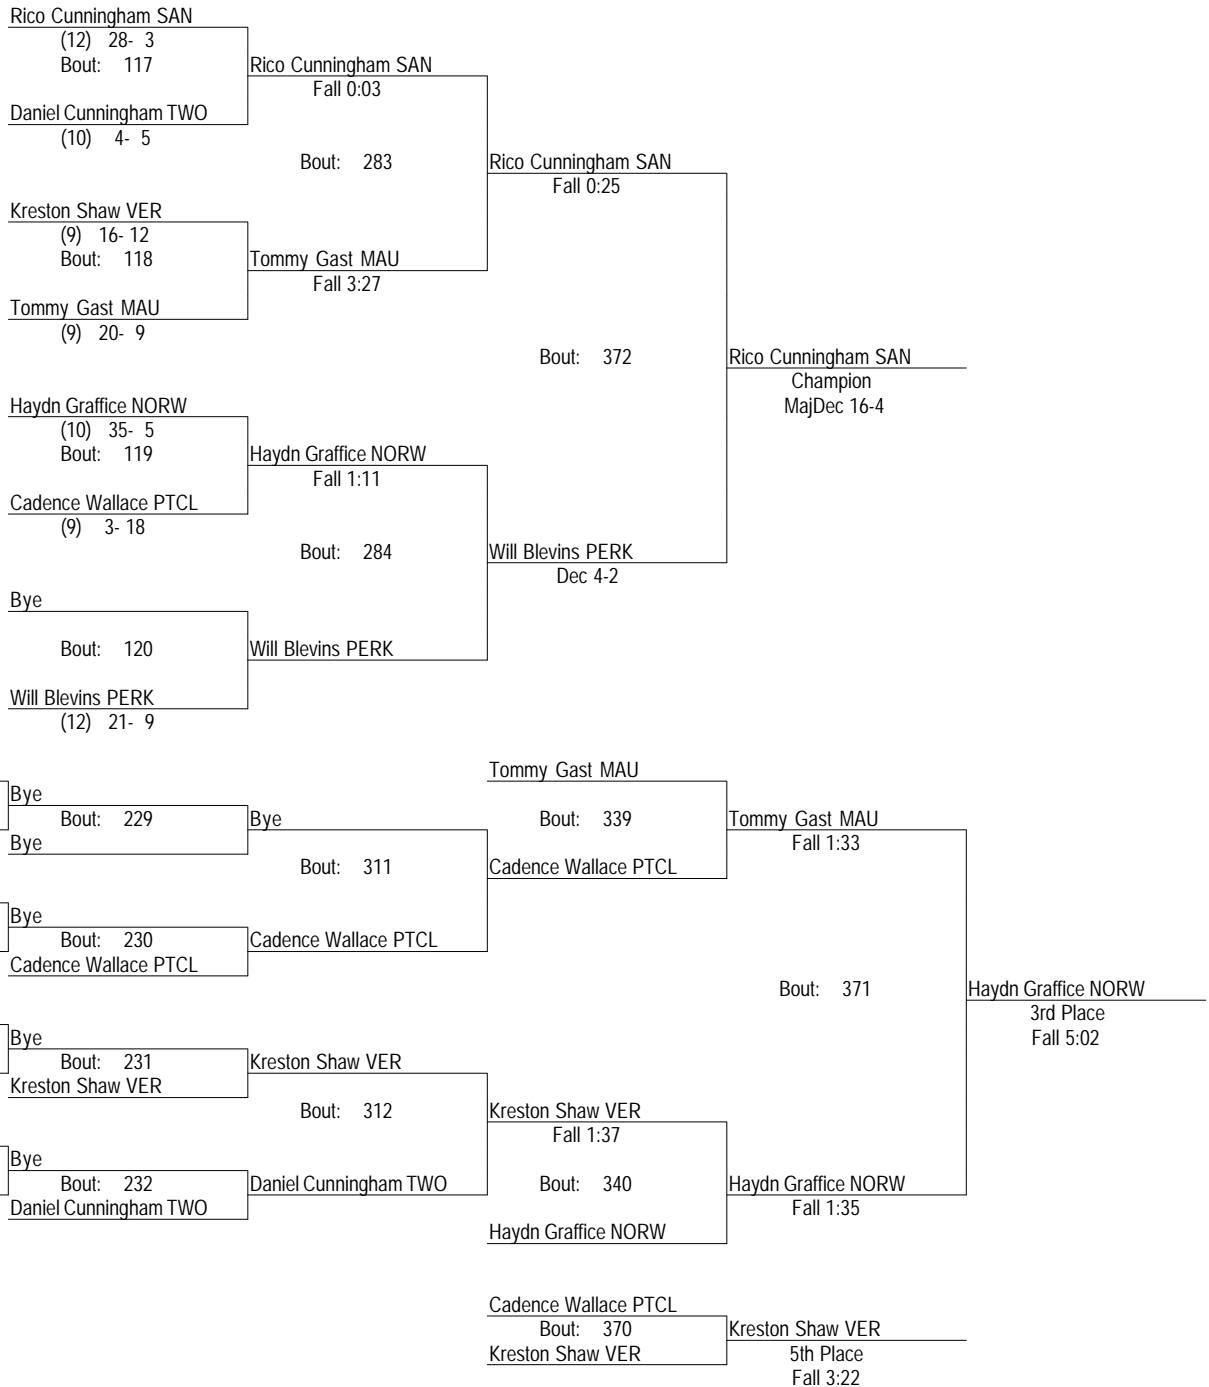 Rico Cunningham SAN
(12) 28- 3
Bout: 117
Rico Cunningham SAN
Fall 0:03
Daniel Cunningham TWO
(10) 4- 5
Bout: 283
Rico Cunningham SAN
Fall 0:25
Kreston Shaw VER
(9) 16- 12
Bout: 118
Tommy Gast MAU
Fall 3:27
Tommy Gast MAU
(9) 20- 9
Bout: 372
Rico Cunningham SAN
Champion
MajDec 16-4
Haydn Graffice NORW
(10) 35- 5
Bout: 119
Haydn Graffice NORW
Fall 1:11
Cadence Wallace PTCL
(9) 3- 18
Bout: 284
Will Blevins PERK
Dec 4-2
Bye
Bout: 120
Will Blevins PERK
Will Blevins PERK
(12) 21- 9
Tommy Gast MAU
Bye
Bout: 229
Bye
Bout: 339
Tommy Gast MAU
Bye
Fall 1:33
Bout: 311
Cadence Wallace PTCL
Bye
Bout: 230
Cadence Wallace PTCL
Cadence Wallace PTCL
Bout: 371
Haydn Graffice NORW
3rd Place
Fall 5:02
Bye
Bout: 231
Kreston Shaw VER
Kreston Shaw VER
Bout: 312
Kreston Shaw VER
Fall 1:37
Bye
Bout: 232
Daniel Cunningham TWO
Bout: 340
Haydn Graffice NORW
Daniel Cunningham TWO
Fall 1:35
Haydn Graffice NORW
Cadence Wallace PTCL
Bout: 370
Kreston Shaw VER
Kreston Shaw VER
5th Place
Fall 3:22